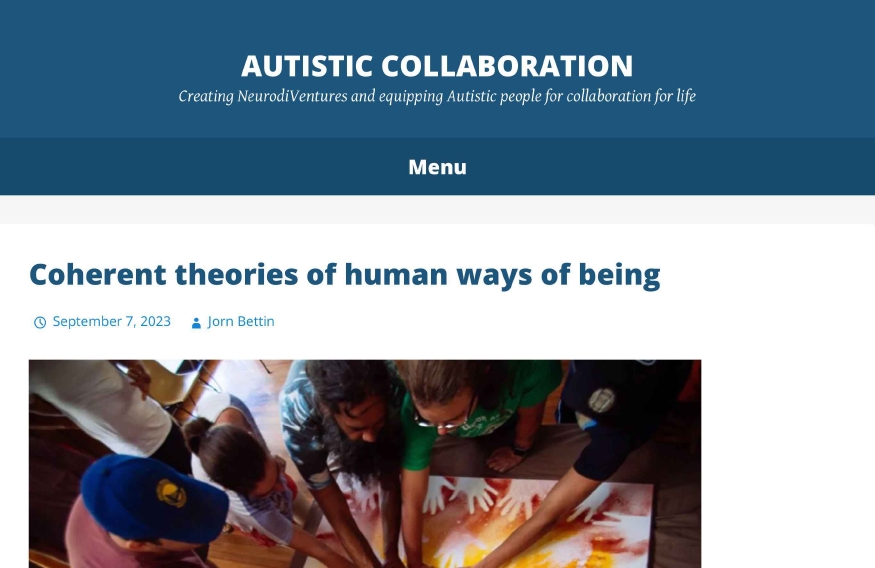 AUTISTIC COLLABORATION
Creating NeurodiVentures and equipping Autistic people for collaboration for life
Menu
Coherent theories of human ways of being
September 7, 2023 Jorn Bettin